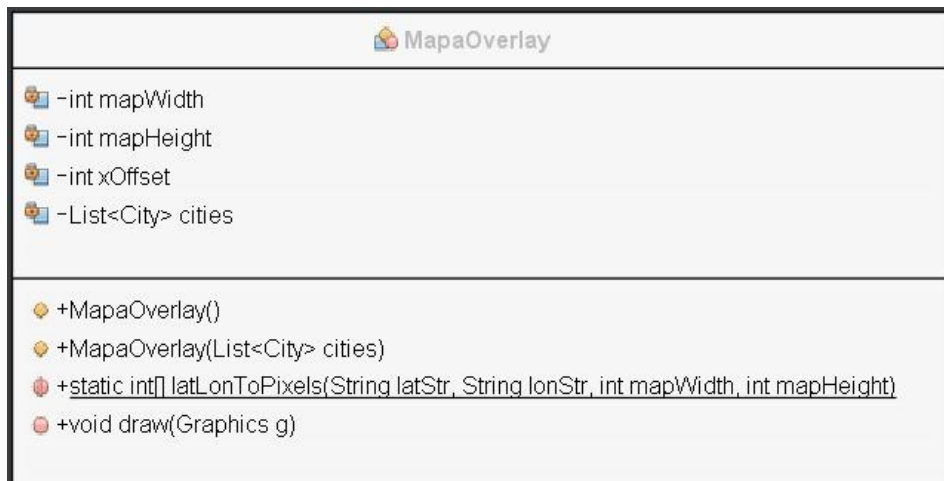 MapaOverlay
-int mapWidth
-int mapHeight
-int xOffset
-List<City> cities
+MapaOverlay()
+MapaOverlay(List<City> cities)
+static int[] latLonToPixels(String latStr, String lonStr, int mapWidth, int mapHeight)
+void draw(Graphics g)